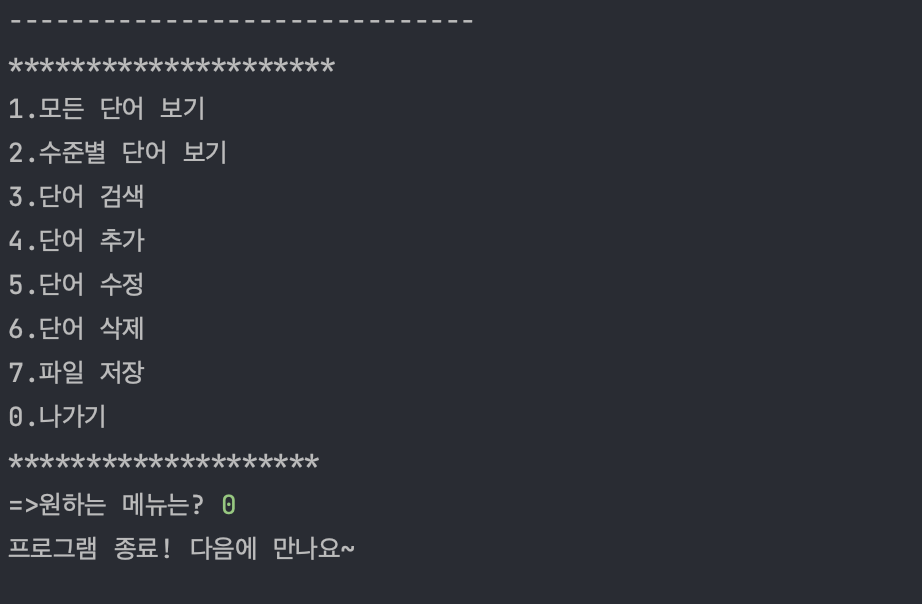 ------------------------------
*********************
1.모든 단어 보기
2.수준별 단어 보기
3.단어 검색
4.단어 추가
5.단어 수정
6.단어 삭제
7.파일 저장
0.나가기
********************
=>원하는 메뉴는? 0
프로그램 종료! 다음에 만나요~